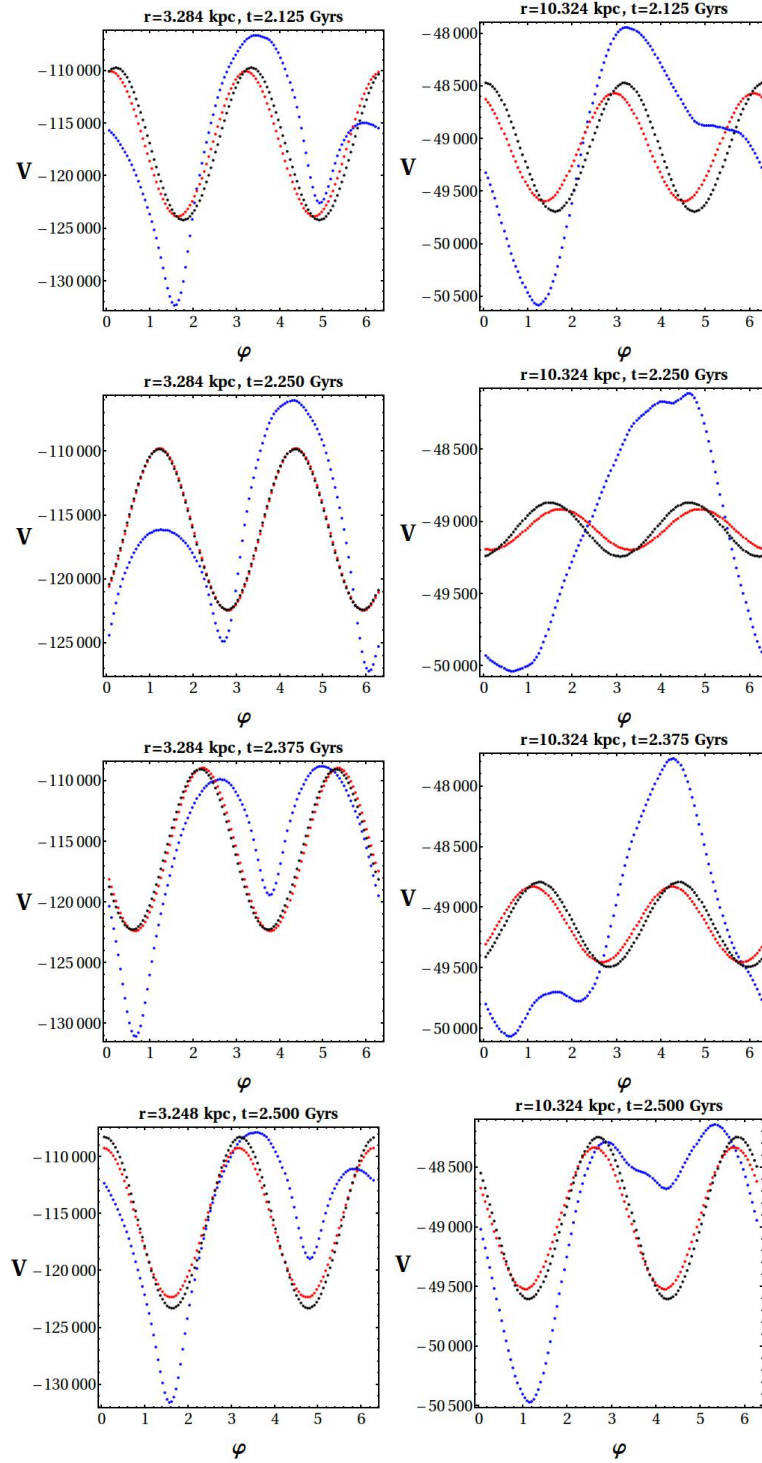 r=3.284 kpc, t=2.125 Gyrs
−110 000
−115 000
V
−120 000
−125 000
−130 000
0 1 2 3 4 5 6
φ
r=10.324 kpc, t=2.125 Gyrs
−48 000
−48 500
V
−49 000
−49 500
−50 000
−50 500
0 1 2 3 4 5 6
φ
r=3.284 kpc, t=2.250 Gyrs
−110 000
−115 000
V
−120 000
−125 000
0 1 2 3 4 5 6
φ
r=10.324 kpc, t=2.250 Gyrs
−48 500
V
−49 000
−49 500
−50 000
0 1 2 3 4 5 6
φ
r=3.284 kpc, t=2.375 Gyrs
−110 000
−115 000
V
−120 000
−125 000
−130 000
0 1 2 3 4 5 6
φ
r=10.324 kpc, t=2.375 Gyrs
−48 000
−48 500
V
−49 000
−49 500
−50 000
0 1 2 3 4 5 6
φ
r=3.248 kpc, t=2.500 Gyrs
−110 000
−115 000
V
−120 000
−125 000
−130 000
0 1 2 3 4 5 6
φ
r=10.324 kpc, t=2.500 Gyrs
−48 500
−49 000
V
−49 500
−50 000
−50 500
0 1 2 3 4 5 6
φ